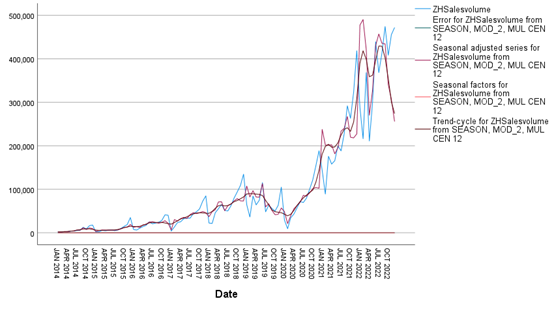 500,000
400,000
300,000
200,000
100,000
0
JAN 2014
APR 2014
JUL 2014
OCT 2014
JAN 2015
APR 2015
JUL 2015
OCT 2015
JAN 2016
APR 2016
JUL 2016
OCT 2016
JAN 2017
APR 2017
JUL 2017
OCT 2017
JAN 2018
APR 2018
JUL 2018
OCT 2018
JAN 2019
APR 2019
JUL 2019
OCT 2019
JAN 2020
APR 2020
JUL 2020
OCT 2020
JAN 2021
APR 2021
JUL 2021
OCT 2021
JAN 2022
APR 2022
JUL 2022
OCT 2022
Date
ZHSalesvolume
Error for ZHSalesvolume from
SEASON, MOD_2, MUL CEN
12
Seasonal adjusted series for
ZHSalesvolume from
SEASON, MOD_2, MUL CEN
12
Seasonal factors for
ZHSalesvolume from
SEASON, MOD_2, MUL CEN
12
Trend-cycle for ZHSalesvolume
from SEASON, MOD_2, MUL
CEN 12